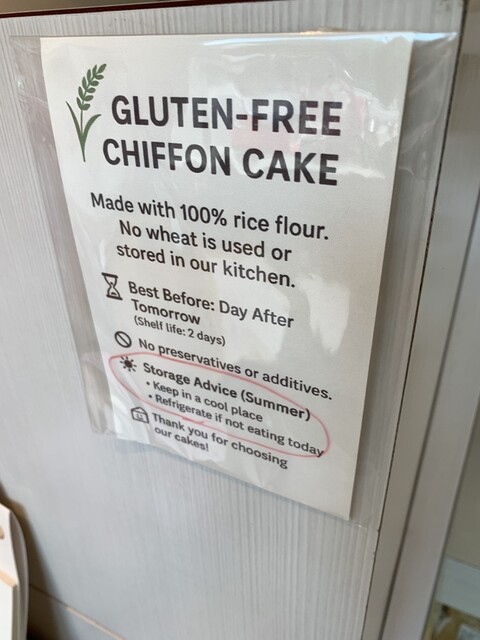 GLUTEN-FREE
CHIFFON CAKE
Made with 100% rice flour.
No wheat is used or
stored in our kitchen.
Best Before: Day After
Tomorrow
(Shelf life: 2 days)
No preservatives or additives.
Storage Advice (Summer)
• Keep in a cool place
• Refrigerate if not eating today
Thank you for choosing
our cakes!